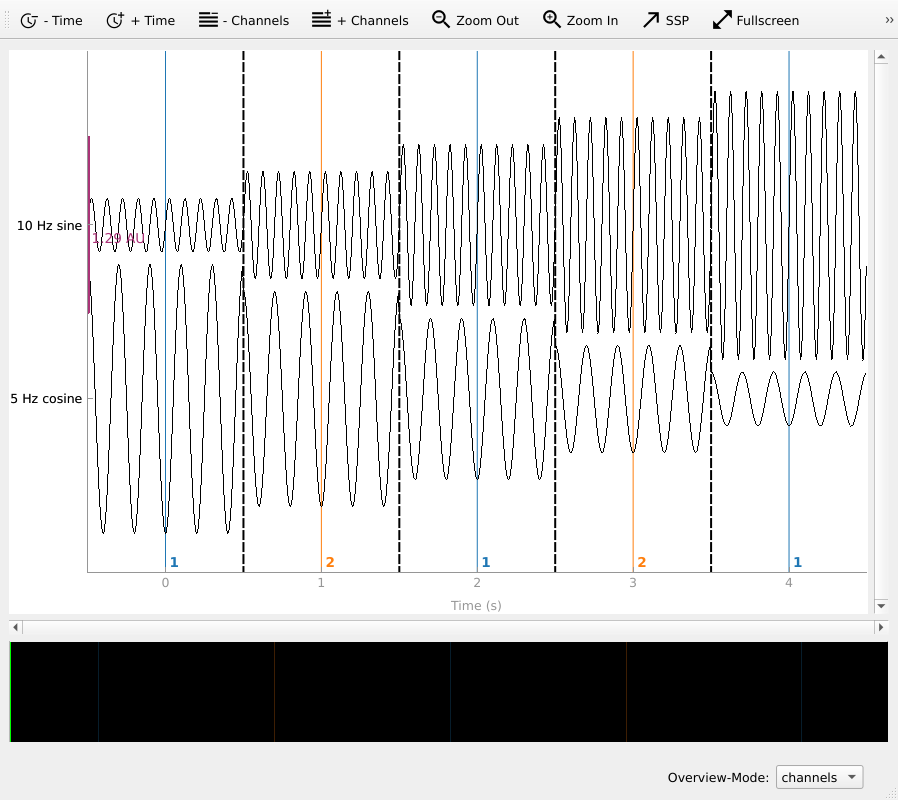 - Time + Time - Channels + Channels Zoom Out Zoom In SSP Fullscreen »
10 Hz sine
1.29 AU
5 Hz cosine
1 2 1 2 1
0 1 2 3 4
Time (s)
Overview-Mode: channels